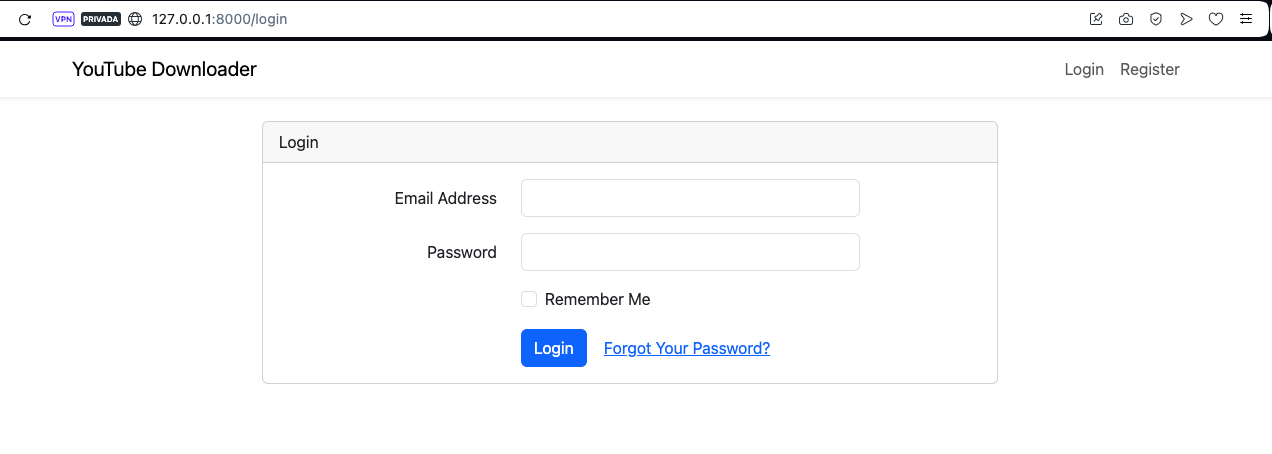 VPN PRIVADA 127.0.0.1:8000/login
YouTube Downloader Login Register
Login
Email Address
Password
Remember Me
Login Forgot Your Password?